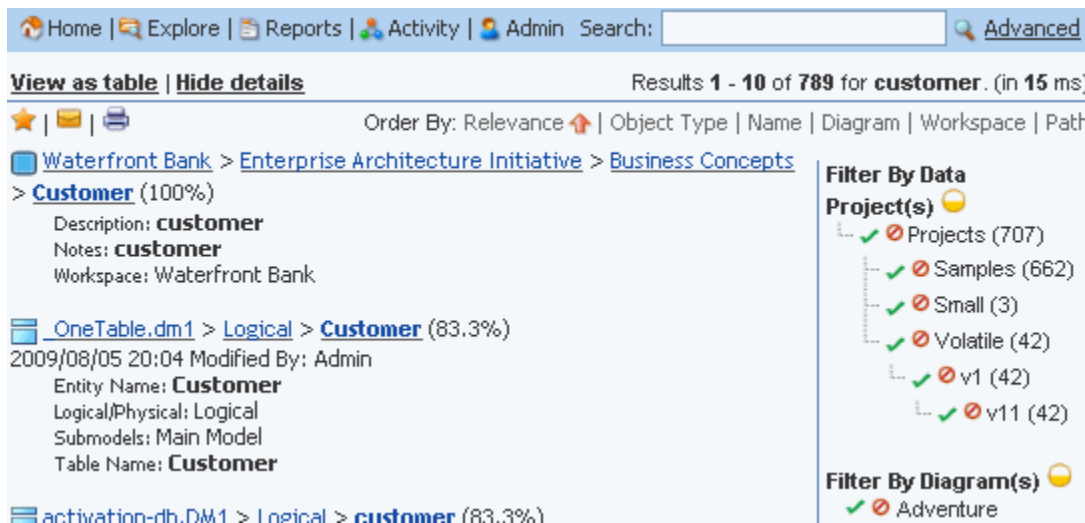 Home | Explore | Reports | Activity | Admin Search: Advanced
View as table | Hide details Results 1 - 10 of 789 for customer. (in 15 ms)
Order By: Relevance | Object Type | Name | Diagram | Workspace | Path
Waterfront Bank > Enterprise Architecture Initiative > Business Concepts
> Customer (100%)
Description: customer
Notes: customer
Workspace: Waterfront Bank
_OneTable.dm1 > Logical > Customer (83.3%)
2009/08/05 20:04 Modified By: Admin
Entity Name: Customer
Logical/Physical: Logical
Submodels: Main Model
Table Name: Customer
activation-db.DM1 > Logical > customer (83.3%)
Filter By Data
Project(s)
Projects (707)
Samples (662)
Small (3)
Volatile (42)
v1 (42)
v11 (42)
Filter By Diagram(s)
Adventure